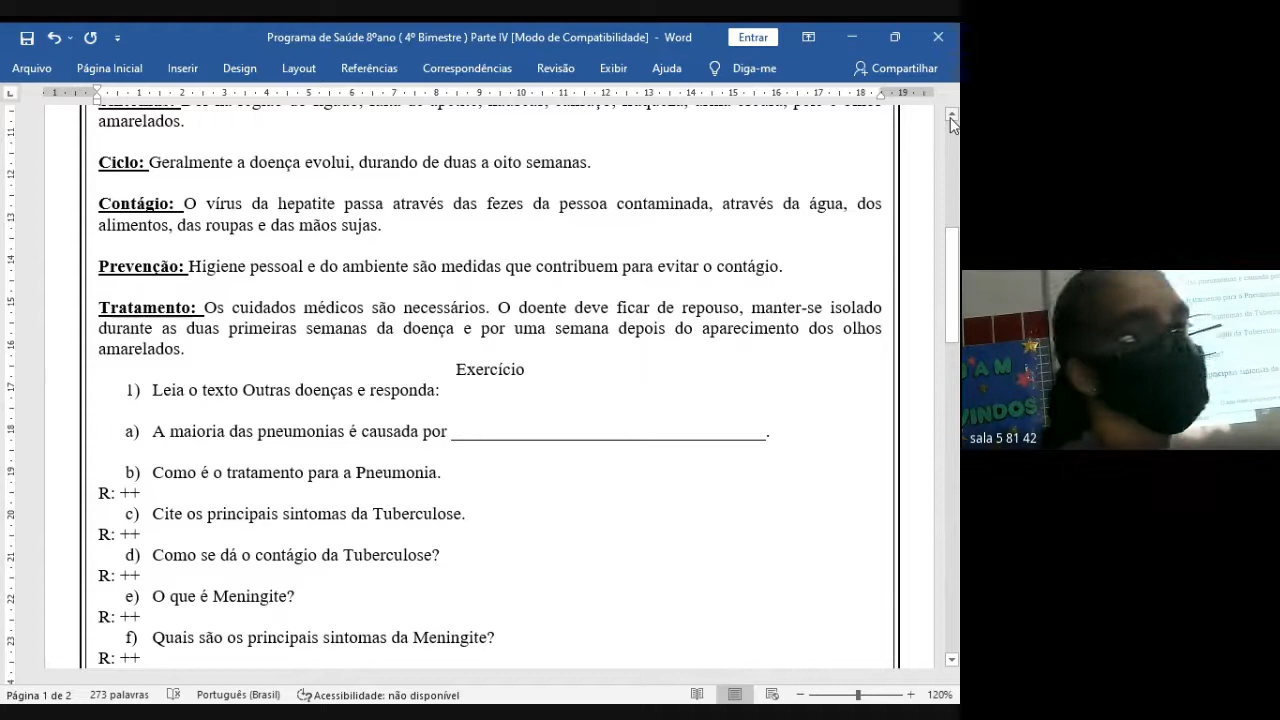 Programa de Saúde 8ºano ( 4º Bimestre ) Parte IV [Modo de Compatibilidade] - Word
Entrar
Arquivo Página Inicial Inserir Design Layout Referências Correspondências Revisão Exibir Ajuda Diga-me Compartilhar
amarelados.
Ciclo: Geralmente a doença evolui, durando de duas a oito semanas.
Contágio: O vírus da hepatite passa através das fezes da pessoa contaminada, através da água, dos
alimentos, das roupas e das mãos sujas.
Prevenção: Higiene pessoal e do ambiente são medidas que contribuem para evitar o contágio.
Tratamento: Os cuidados médicos são necessários. O doente deve ficar de repouso, manter-se isolado
durante as duas primeiras semanas da doença e por uma semana depois do aparecimento dos olhos
amarelados.
Exercício
1) Leia o texto Outras doenças e responda:
a) A maioria das pneumonias é causada por ___________________________________.
b) Como é o tratamento para a Pneumonia.
R: ++
c) Cite os principais sintomas da Tuberculose.
R: ++
d) Como se dá o contágio da Tuberculose?
R: ++
e) O que é Meningite?
R: ++
f) Quais são os principais sintomas da Meningite?
R: ++
Página 1 de 2 273 palavras Português (Brasil) Acessibilidade: não disponível 120%
sala 5 81 42